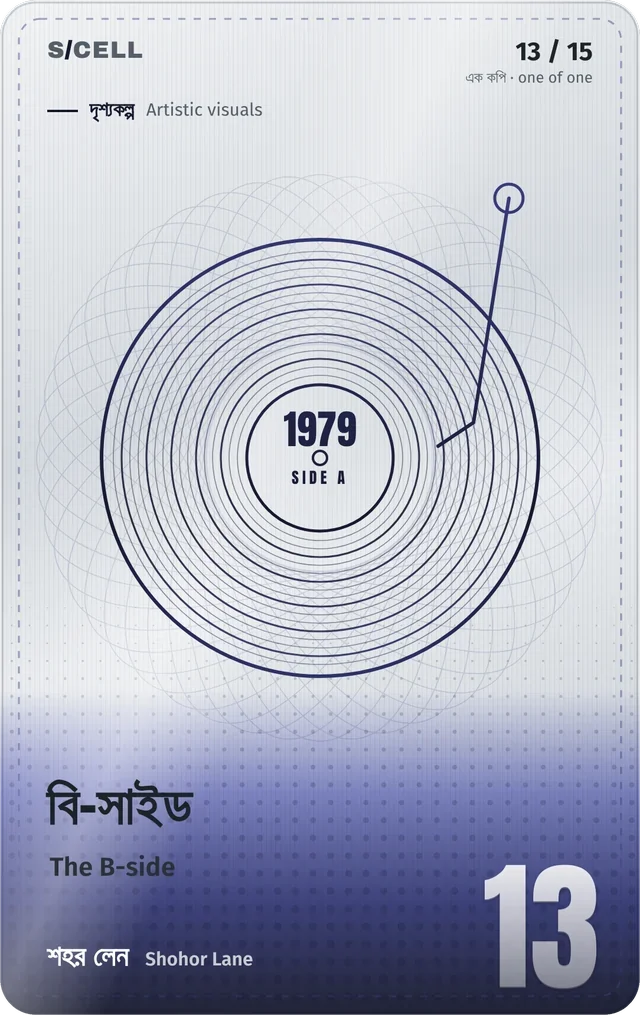 S/CELL
13 / 15
এক কপি · one of one
দৃশ্যকল্প Artistic visuals
1979
SIDE A
বি-সাইড
The B-side
13
শহর লেন Shohor Lane